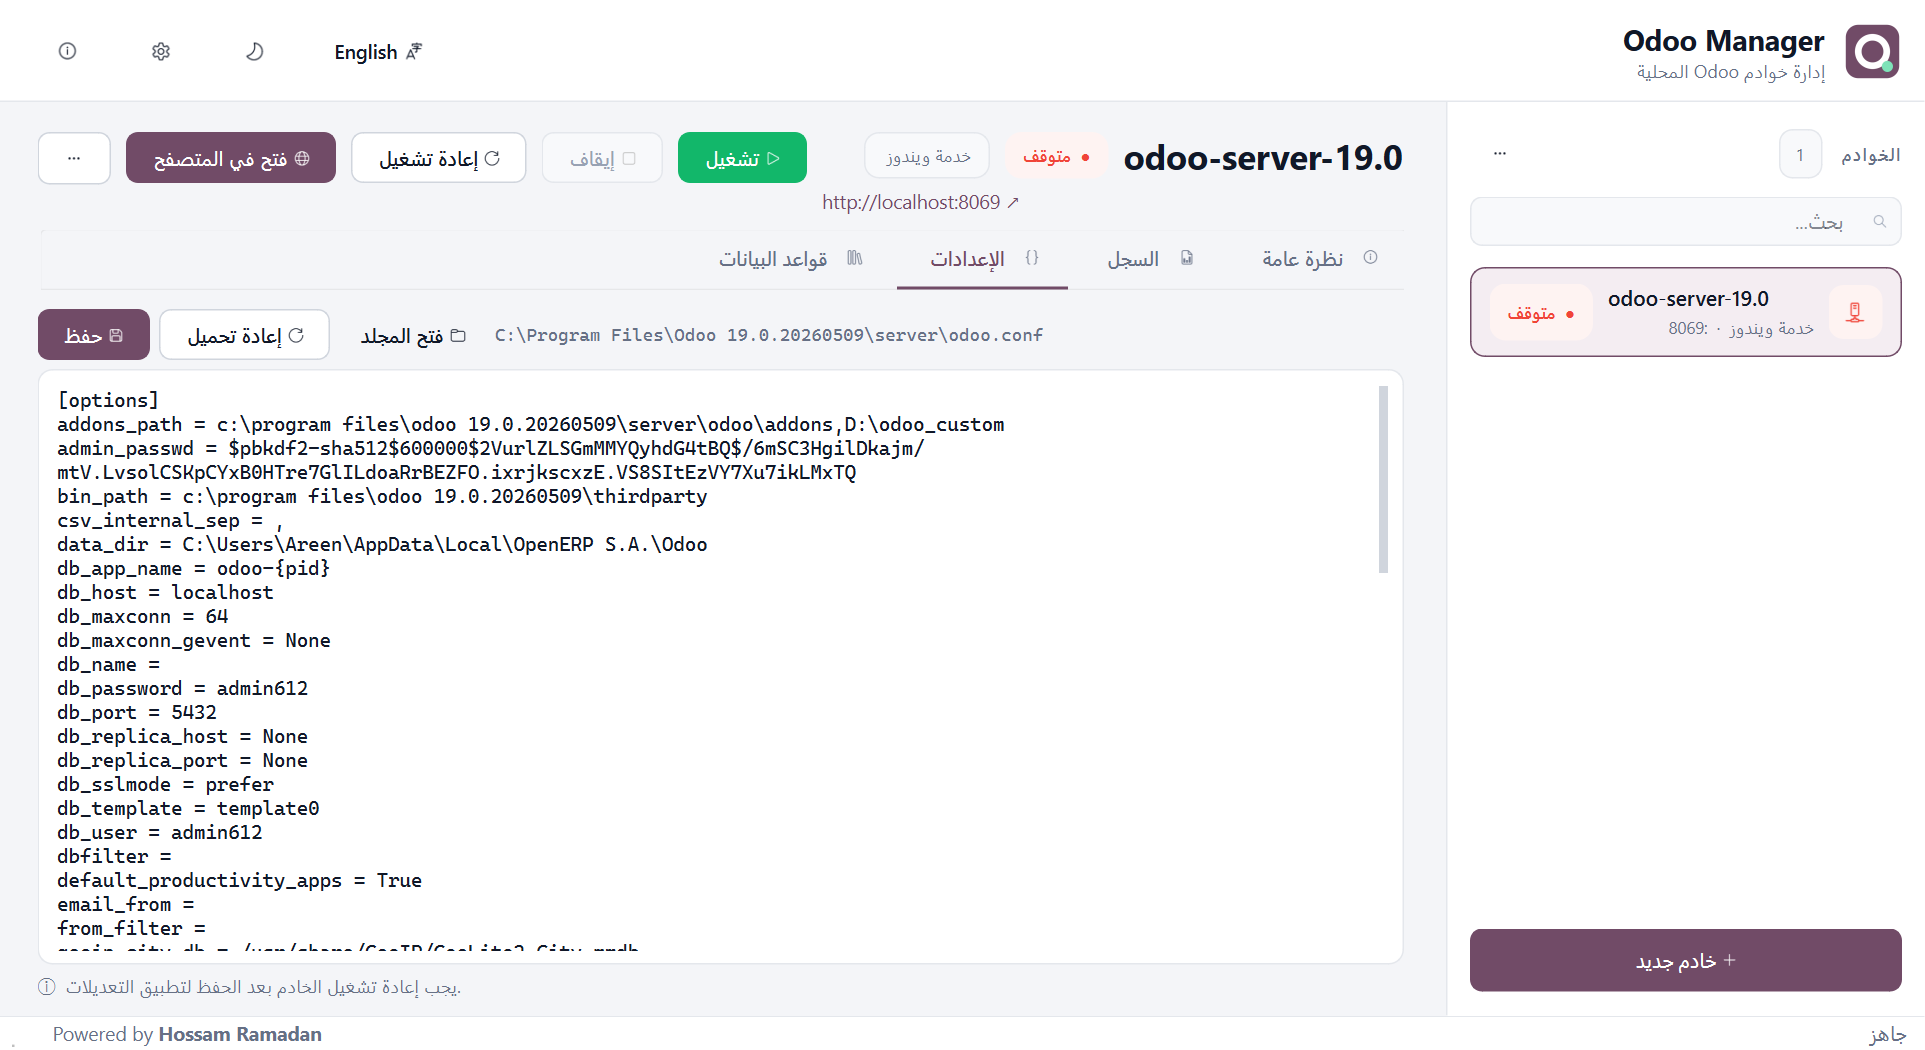 Odoo Manager
إدارة خوادم Odoo المحلية
English
الخوادم
1
...
بحث...
odoo-server-19.0
خدمة ويندوز · :8069
متوقف
خادم جديد
odoo-server-19.0
متوقف
خدمة ويندوز
تشغيل
إيقاف
إعادة تشغيل
فتح في المتصفح
...
http://localhost:8069
نظرة عامة
السجل
الإعدادات
قواعد البيانات
C:\Program Files\Odoo 19.0.20260509\server\odoo.conf
فتح المجلد
إعادة تحميل
حفظ
[options]
addons_path = c:\program files\odoo 19.0.20260509\server\odoo\addons,D:\odoo_custom
admin_passwd = $pbkdf2-sha512$600000$2VurlZLSGmMMYQyhdG4tBQ$/6mSC3HgilDkajm/
mtV.LvsolCSKpCYxB0HTre7GlILdoaRrBEZFO.ixrjkscxzE.VS8SItEzVY7Xu7ikLMxTQ
bin_path = c:\program files\odoo 19.0.20260509\thirdparty
csv_internal_sep = ,
data_dir = C:\Users\Areen\AppData\Local\OpenERP S.A.\Odoo
db_app_name = odoo-{pid}
db_host = localhost
db_maxconn = 64
db_maxconn_gevent = None
db_name =
db_password = admin612
db_port = 5432
db_replica_host = None
db_replica_port = None
db_sslmode = prefer
db_template = template0
db_user = admin612
dbfilter =
default_productivity_apps = True
email_from =
from_filter =
geoip_city_db = /usr/share/GeoIP/GeoLite2-City.mmdb
يجب إعادة تشغيل الخادم بعد الحفظ لتطبيق التعديلات.
Powered by Hossam Ramadan
جاهز